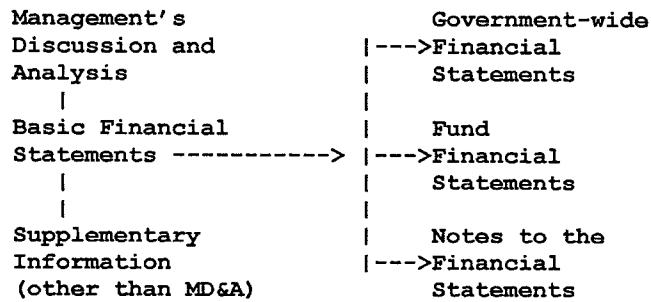 Management's                    Government-wide
Discussion and            |--->Financial
Analysis                  |     Statements
   |                      |
Basic Financial           |     Fund
Statements -----------> |--->Financial
   |                      |     Statements
   |                      |
Supplementary             |     Notes to the
Information               |--->Financial
(other than MD&A)               Statements